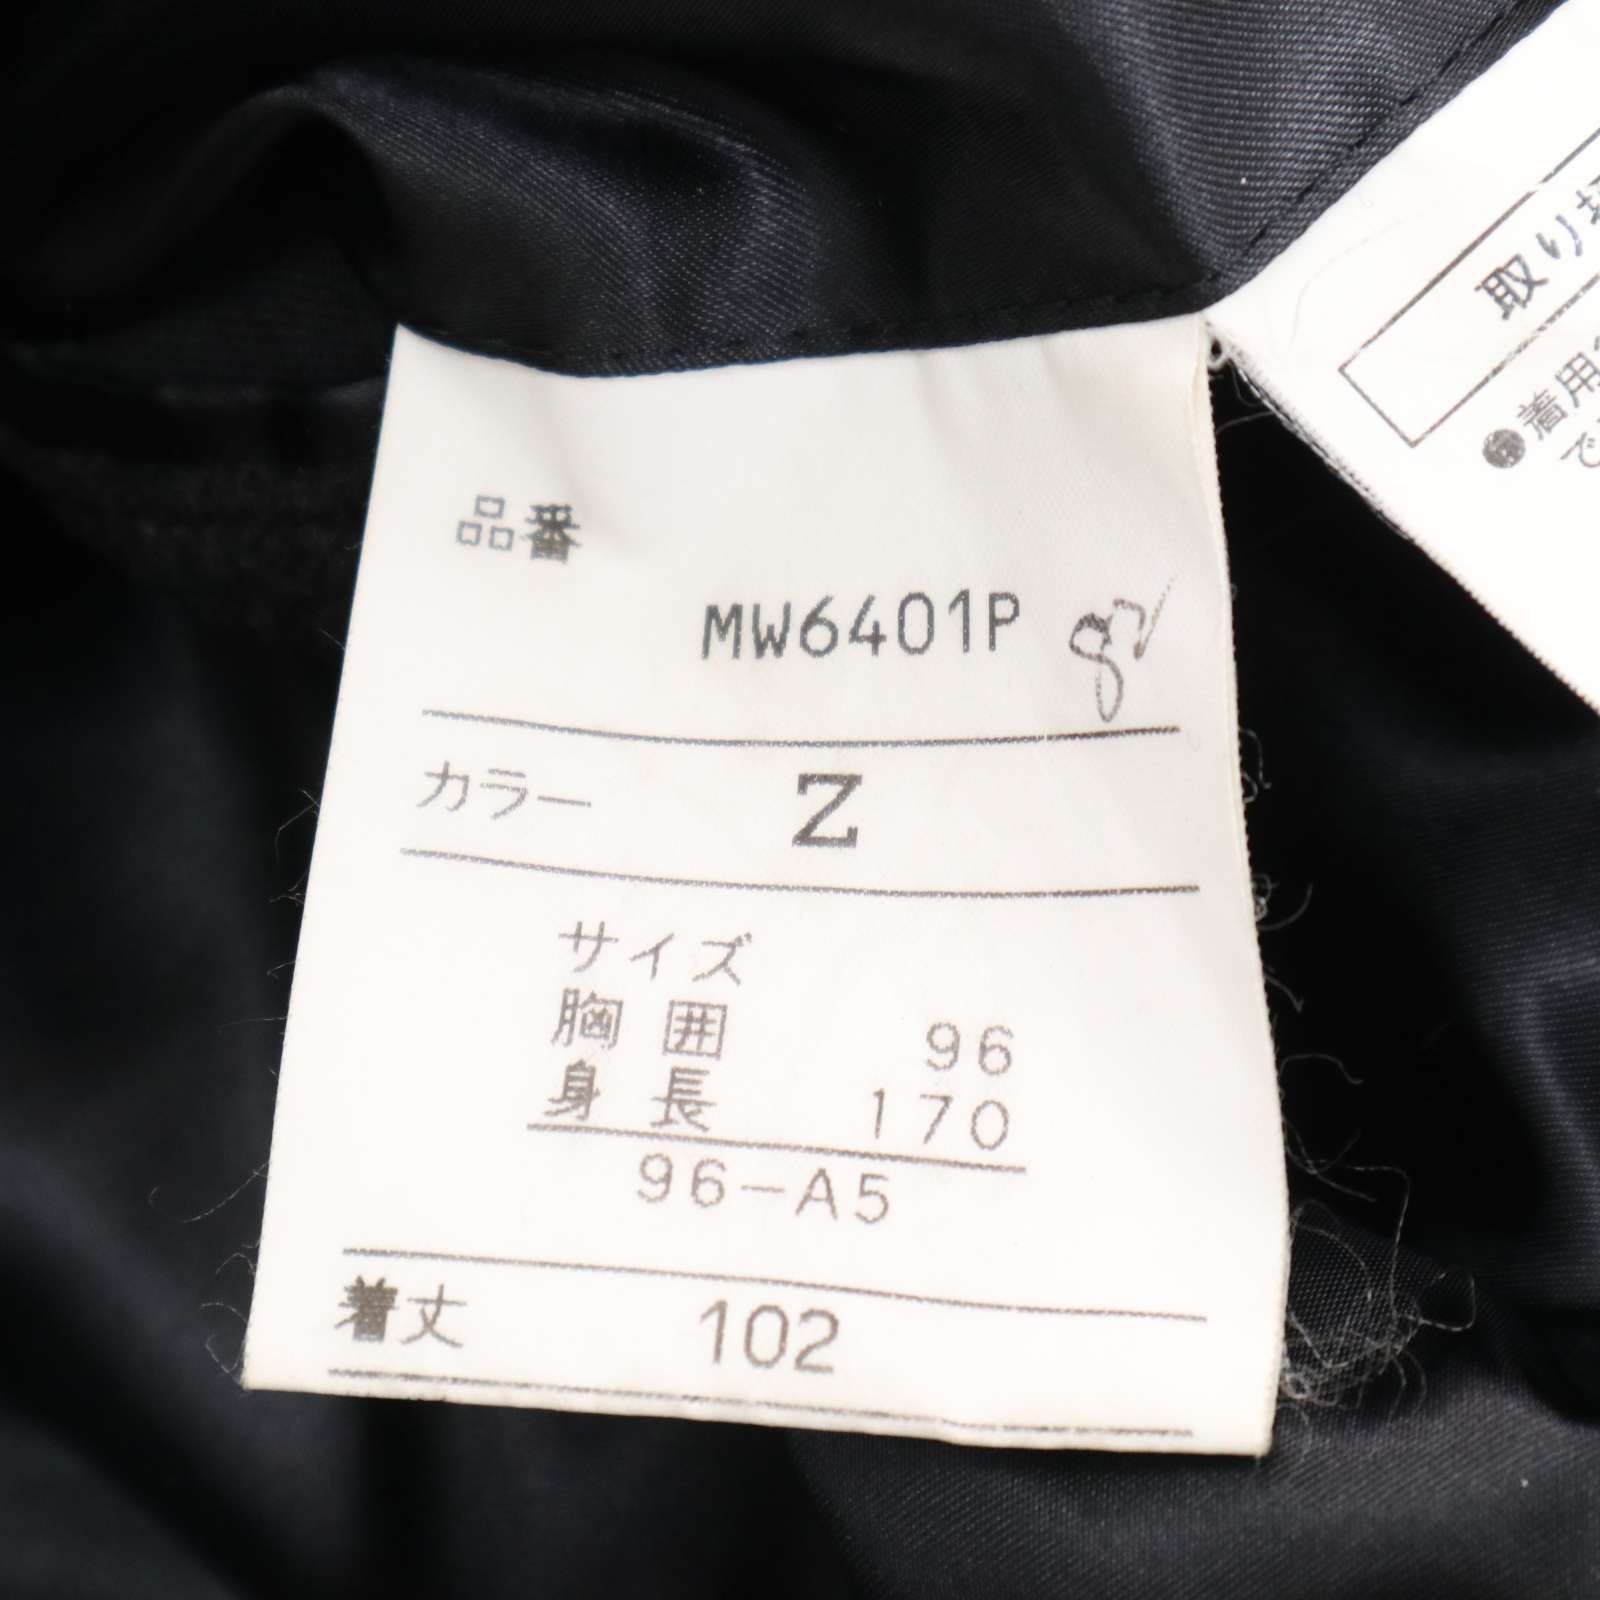 品番
MW6401P
カラー Z
サイズ
胸囲 96
身長 170
96-A5
着丈 102
取り
●着用
で